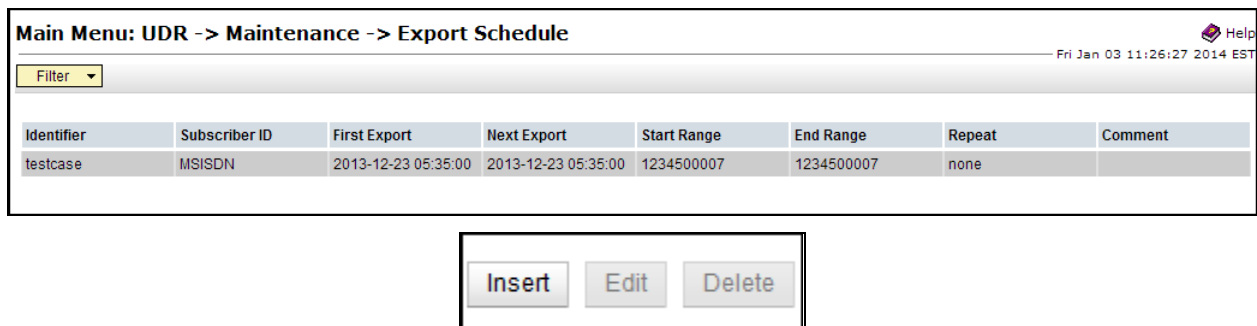 Main Menu: UDR -> Maintenance -> Export Schedule
Help
Fri Jan 03 11:26:27 2014 EST
Filter
Identifier Subscriber ID First Export Next Export Start Range End Range Repeat Comment
testcase MSISDN 2013-12-23 05:35:00 2013-12-23 05:35:00 1234500007 1234500007 none
Insert Edit Delete